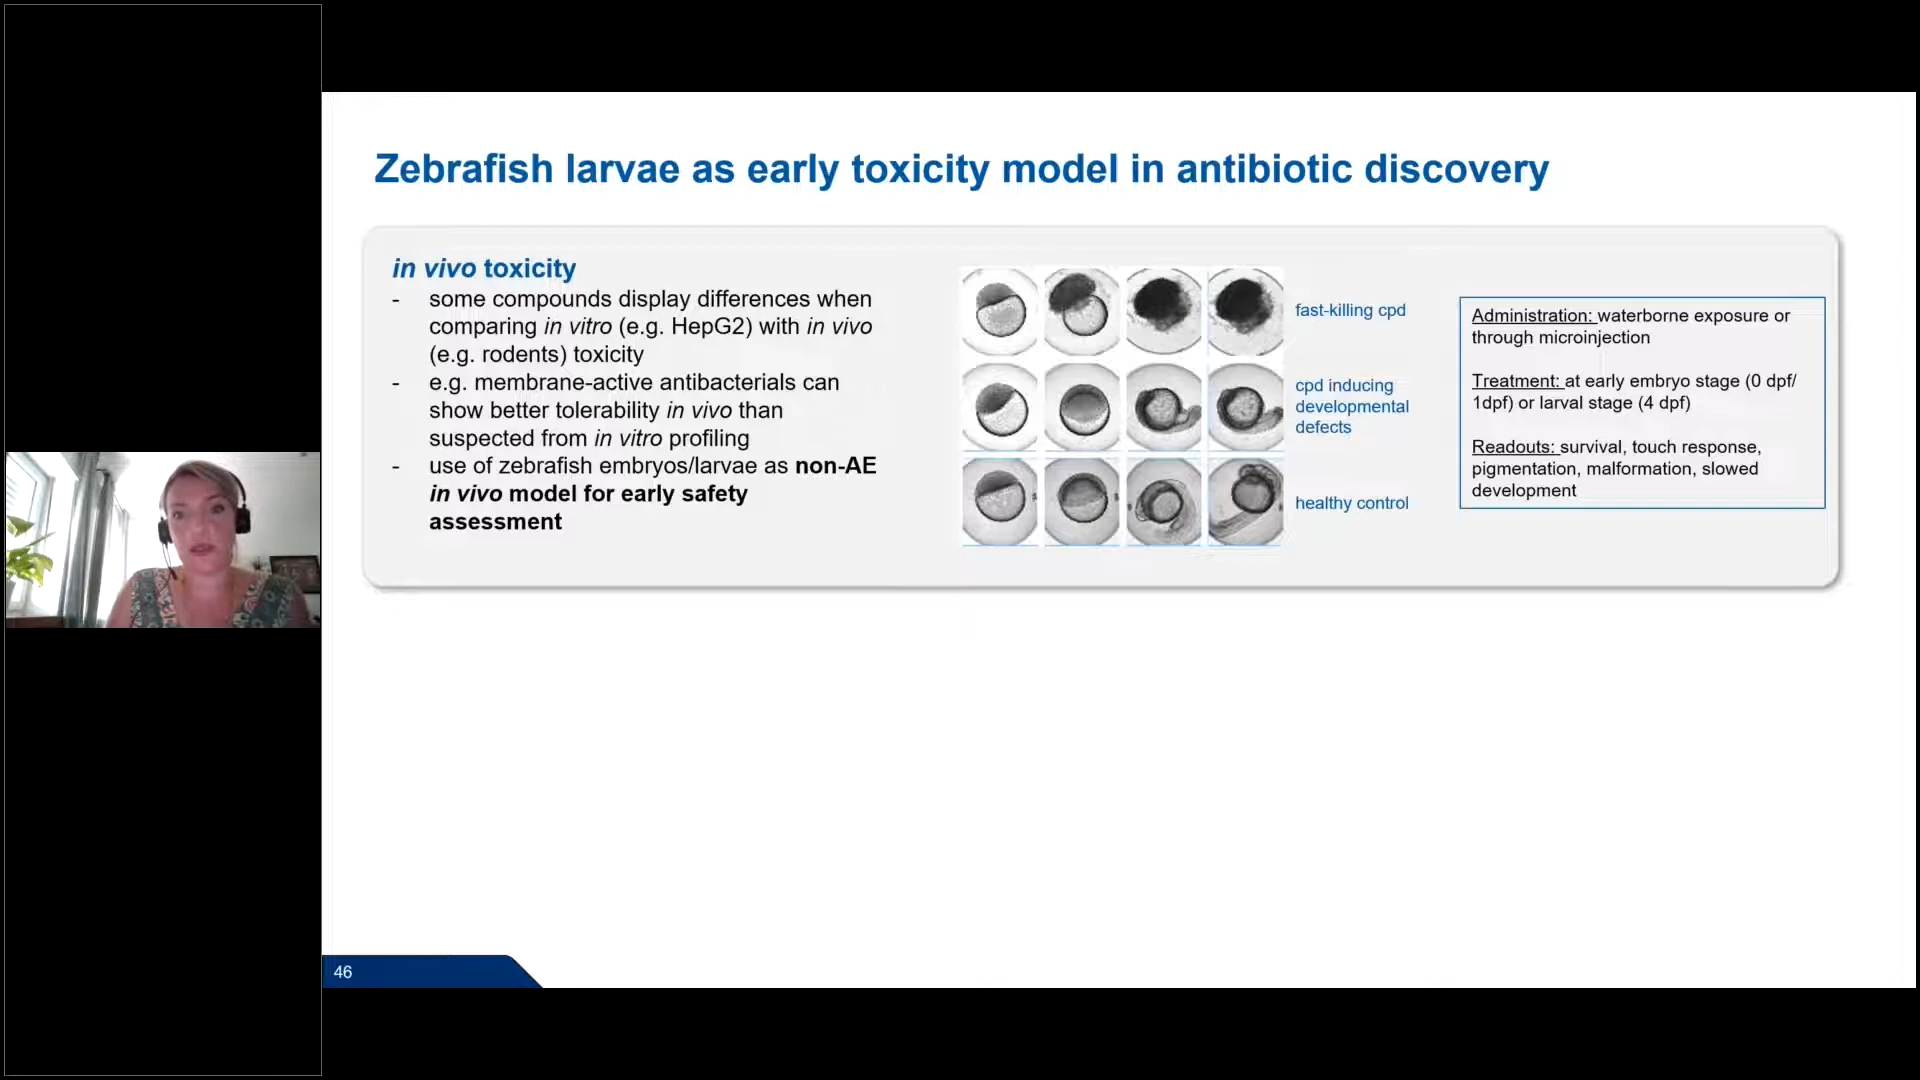 Zebrafish larvae as early toxicity model in antibiotic discovery
in vivo toxicity
- some compounds display differences when
comparing in vitro (e.g. HepG2) with in vivo
(e.g. rodents) toxicity
- e.g. membrane-active antibacterials can
show better tolerability in vivo than
suspected from in vitro profiling
- use of zebrafish embryos/larvae as non-AE
in vivo model for early safety
assessment
fast-killing cpd
cpd inducing
developmental
defects
healthy control
Administration: waterborne exposure or
through microinjection
Treatment: at early embryo stage (0 dpf/
1dpf) or larval stage (4 dpf)
Readouts: survival, touch response,
pigmentation, malformation, slowed
development
46